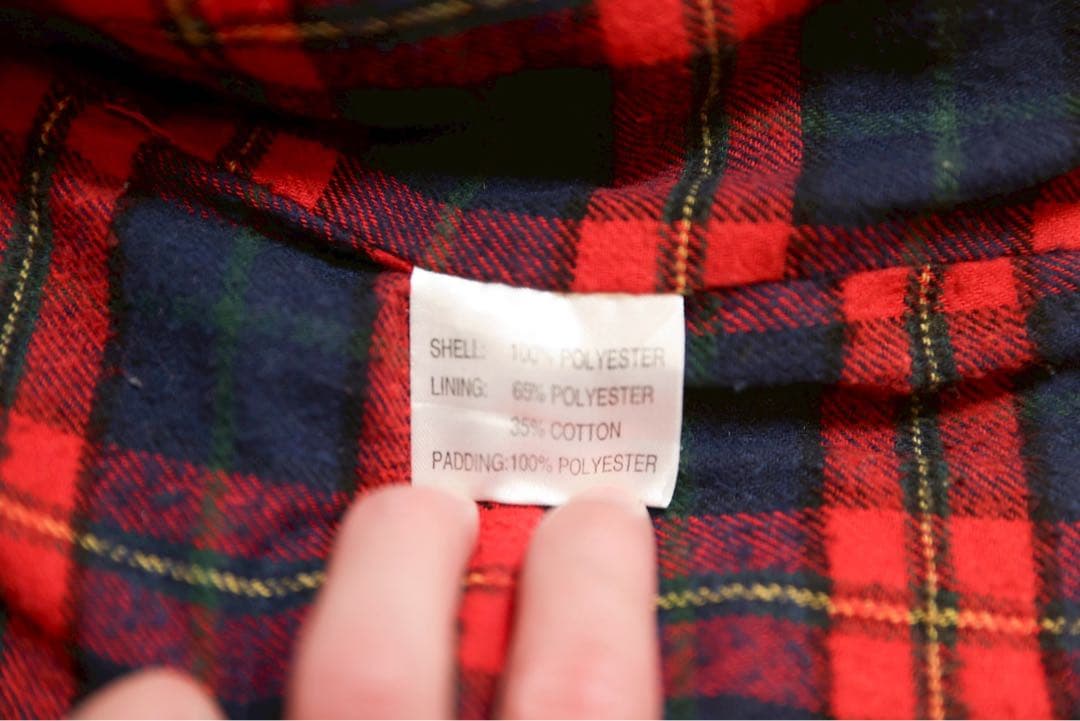 SHELL: 100% POLYESTER
LINING: 65% POLYESTER
35% COTTON
PADDING:100% POLYESTER